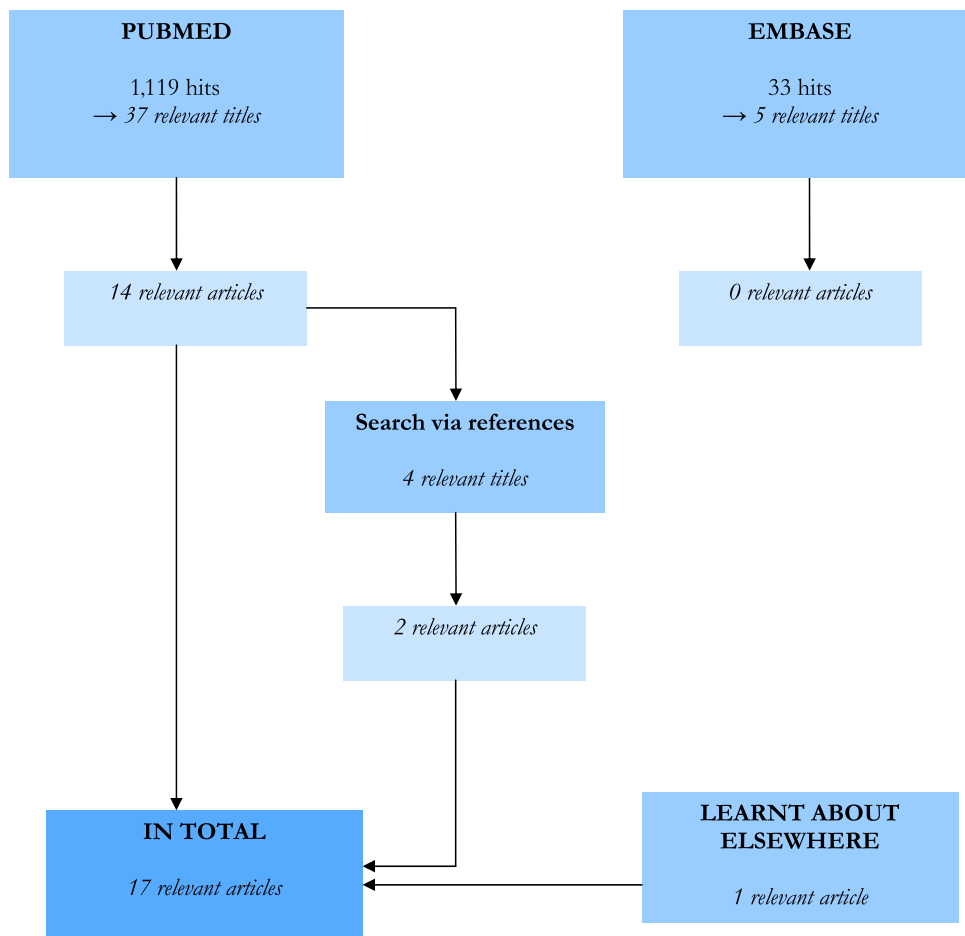 PUBMED
1,119 hits
→ 37 relevant titles
EMBASE
33 hits
→ 5 relevant titles
14 relevant articles
0 relevant articles
Search via references
4 relevant titles
2 relevant articles
IN TOTAL
17 relevant articles
LEARNT ABOUT
ELSEWHERE
1 relevant article